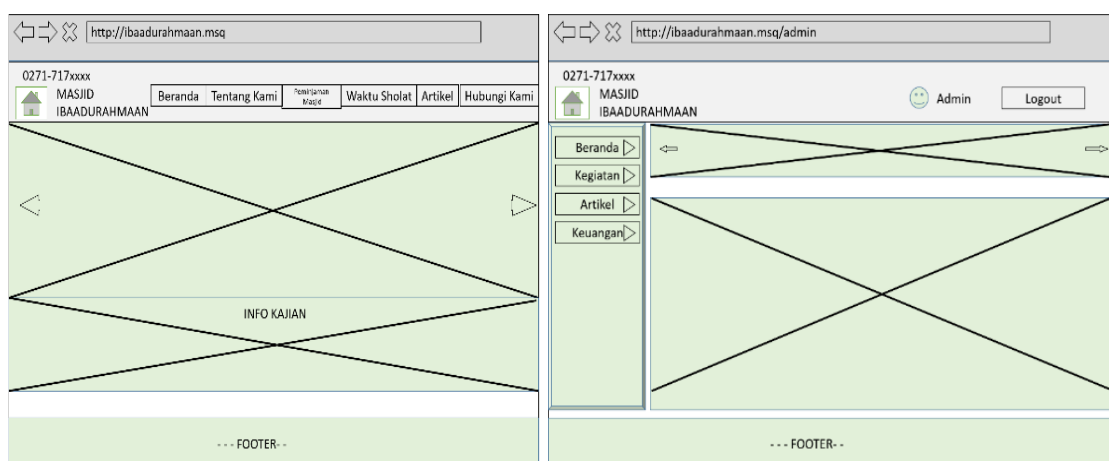 http://ibaadurahmaan.msq
0271-717xxxx
MASJID
IBAADURAHMAAN
Beranda
Tentang Kami
Peminjaman
Masjid
Waktu Sholat
Artikel
Hubungi Kami
INFO KAJIAN
- - - FOOTER- -
http://ibaadurahmaan.msq/admin
0271-717xxxx
MASJID
IBAADURAHMAAN
Admin
Logout
Beranda
Kegiatan
Artikel
Keuangan
- - - FOOTER- -